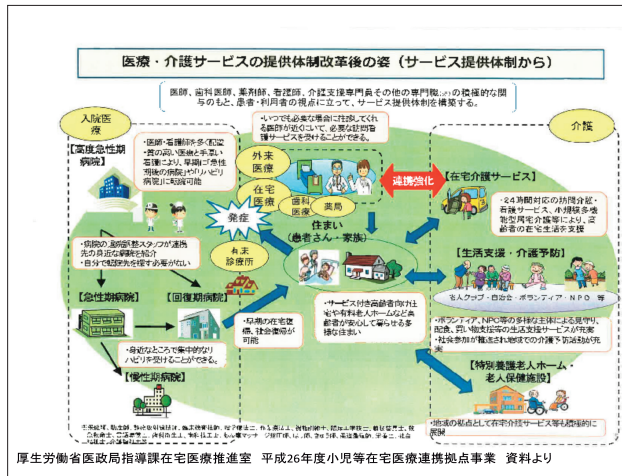 医療・介護サービスの提供体制改革後の姿（サービス提供体制から）
医師、歯科医師、薬剤師、看護師、介護支援専門員その他の専門職(注)の積極的な関
与のもと、患者・利用者の視点に立って、サービス提供体制を構築する。
入院医
療
【高度急性期
病院】
・医師・看護師を多く配置
質の高い医療と手厚い
看護により、早期に「急性
期後の病院」や「リハビリ
病院」に転院可能
・病院の
スタッフが連携
先の身近な病院を紹介
・自分で転院先を探す必要がない
【急性期病院】
【回復期病院】
・身近なところで集中的なリ
ハビリを受けることができる。
【慢性期病院】
・いつでも必要な場合に往診してくれ
る医師が近くにいて、必要な訪問看
護サービスを受けることができる。
外来
医療
在宅
医療
歯科
医療
薬局
発症
有床
診療所
住まい
（患者さん・家族）
・早期の在宅復
帰、社会復帰が
可能
・サービス付き高齢者向け住
宅や有料老人ホームなど高
齢者が安心して暮らせる多様
な住まい
連携強化
介護
【在宅介護サービス】
・24時間対応の訪問介護・
看護サービス、小規模多機
能型居宅介護等により、高
齢者の在宅生活を支援
【生活支援・介護予防】
老人クラブ・自治会・ボランティア・NPO 等
・ボランティア、NPO等の多様な主体による見守り、
配食、買い物支援等の生活支援サービスが充実
・社会参加が推進され地域での介護予防活動が充
実
【特別養護老人ホーム・
老人保健施設】
・地域の拠点として在宅介護サービス等も積極的に
展開
厚生労働省医政局指導課在宅医療推進室　平成26年度小児等在宅医療連携拠点事業　資料より